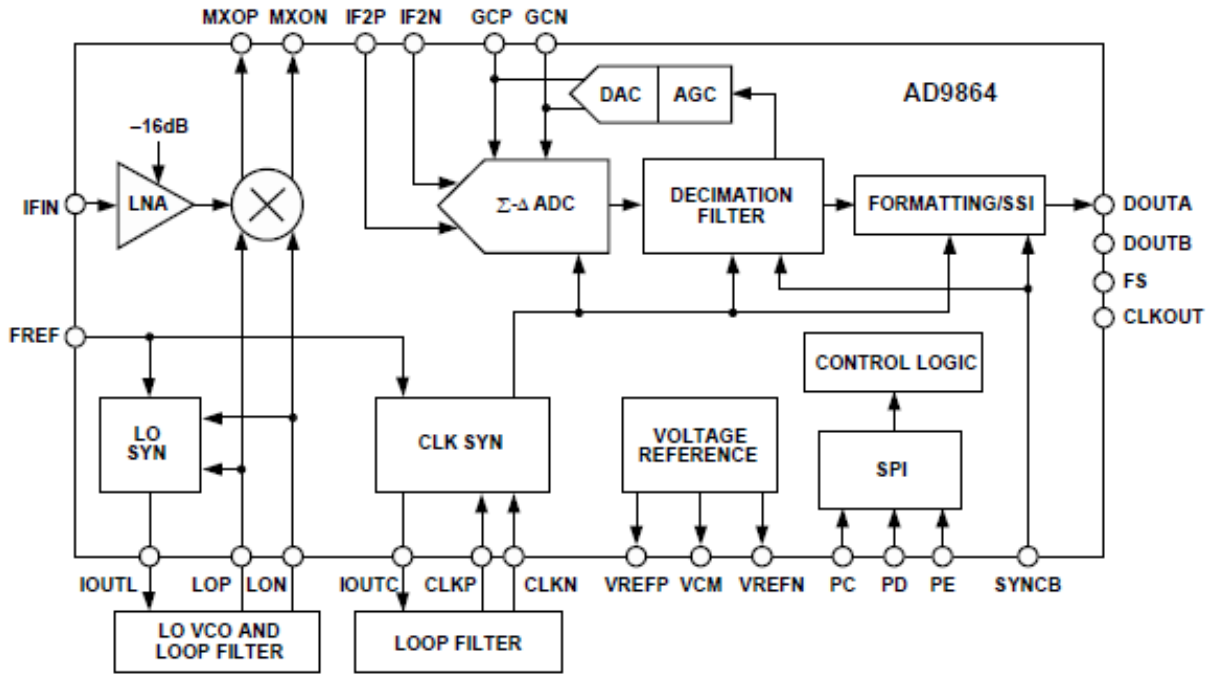 MXOP MXON IF2P IF2N GCP GCN
DAC AGC
AD9864
–16dB
IFIN
LNA
Σ-Δ ADC
DECIMATION
FILTER
FORMATTING/SSI
DOUTA
DOUTB
FS
CLKOUT
FREF
LO
SYN
CLK SYN
VOLTAGE
REFERENCE
CONTROL LOGIC
SPI
IOUTL LOP LON IOUTC CLKP CLKN VREFP VCM VREFN PC PD PE SYNCB
LO VCO AND
LOOP FILTER
LOOP FILTER